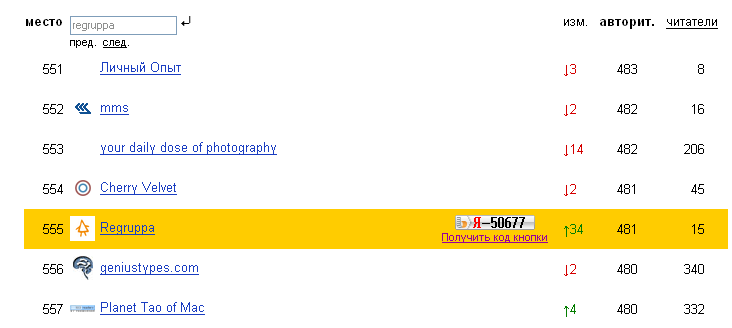 место regruppa изм. авторит. читатели
пред. след.
551 Личный Опыт ↓3 483 8
552 mms ↓2 482 16
553 your daily dose of photography ↓14 482 206
554 Cherry Velvet ↓2 481 45
Я–50677
555 Regruppa ↑34 481 15
Получить код кнопки
556 geniustypes.com ↓2 480 340
557 Planet Tao of Mac ↑4 480 332